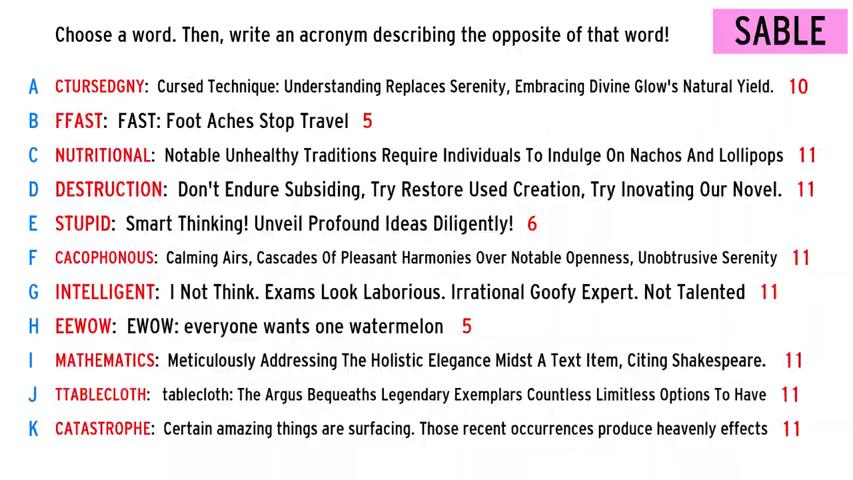 Choose a word. Then, write an acronym describing the opposite of that word!
SABLE
A CTURSEDGNY: Cursed Technique: Understanding Replaces Serenity, Embracing Divine Glow's Natural Yield. 10
B FFAST: FAST: Foot Aches Stop Travel 5
C NUTRITIONAL: Notable Unhealthy Traditions Require Individuals To Indulge On Nachos And Lollipops 11
D DESTRUCTION: Don't Endure Subsiding, Try Restore Used Creation, Try Inovating Our Novel. 11
E STUPID: Smart Thinking! Unveil Profound Ideas Diligently! 6
F CACOPHONOUS: Calming Airs, Cascades Of Pleasant Harmonies Over Notable Openness, Unobtrusive Serenity 11
G INTELLIGENT: I Not Think. Exams Look Laborious. Irrational Goofy Expert. Not Talented 11
H EEWOW: EWOW: everyone wants one watermelon 5
I MATHEMATICS: Meticulously Addressing The Holistic Elegance Midst A Text Item, Citing Shakespeare. 11
J TTABLECLOTH: tablecloth: The Argus Bequeaths Legendary Exemplars Countless Limitless Options To Have 11
K CATASTROPHE: Certain amazing things are surfacing. Those recent occurrences produce heavenly effects 11